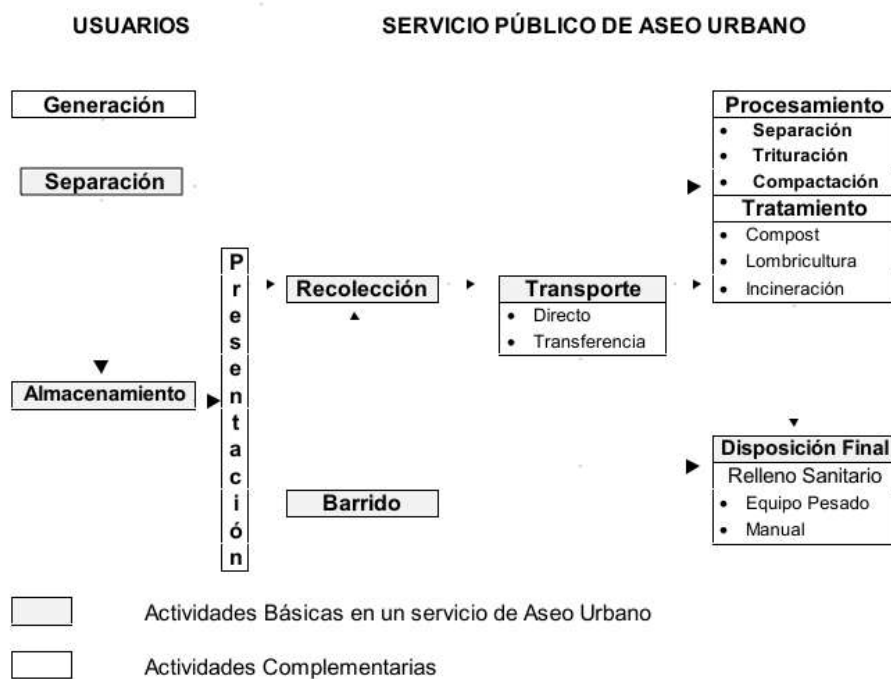 USUARIOS
SERVICIO PÚBLICO DE ASEO URBANO
Generación
Separación
Almacenamiento
Presentación
Recolección
Barrido
Transporte
• Directo
• Transferencia
Procesamiento
• Separación
• Trituración
• Compactación
Tratamiento
• Compost
• Lombricultura
• Incineración
Disposición Final
Relleno Sanitario
• Equipo Pesado
• Manual
Actividades Básicas en un servicio de Aseo Urbano
Actividades Complementarias